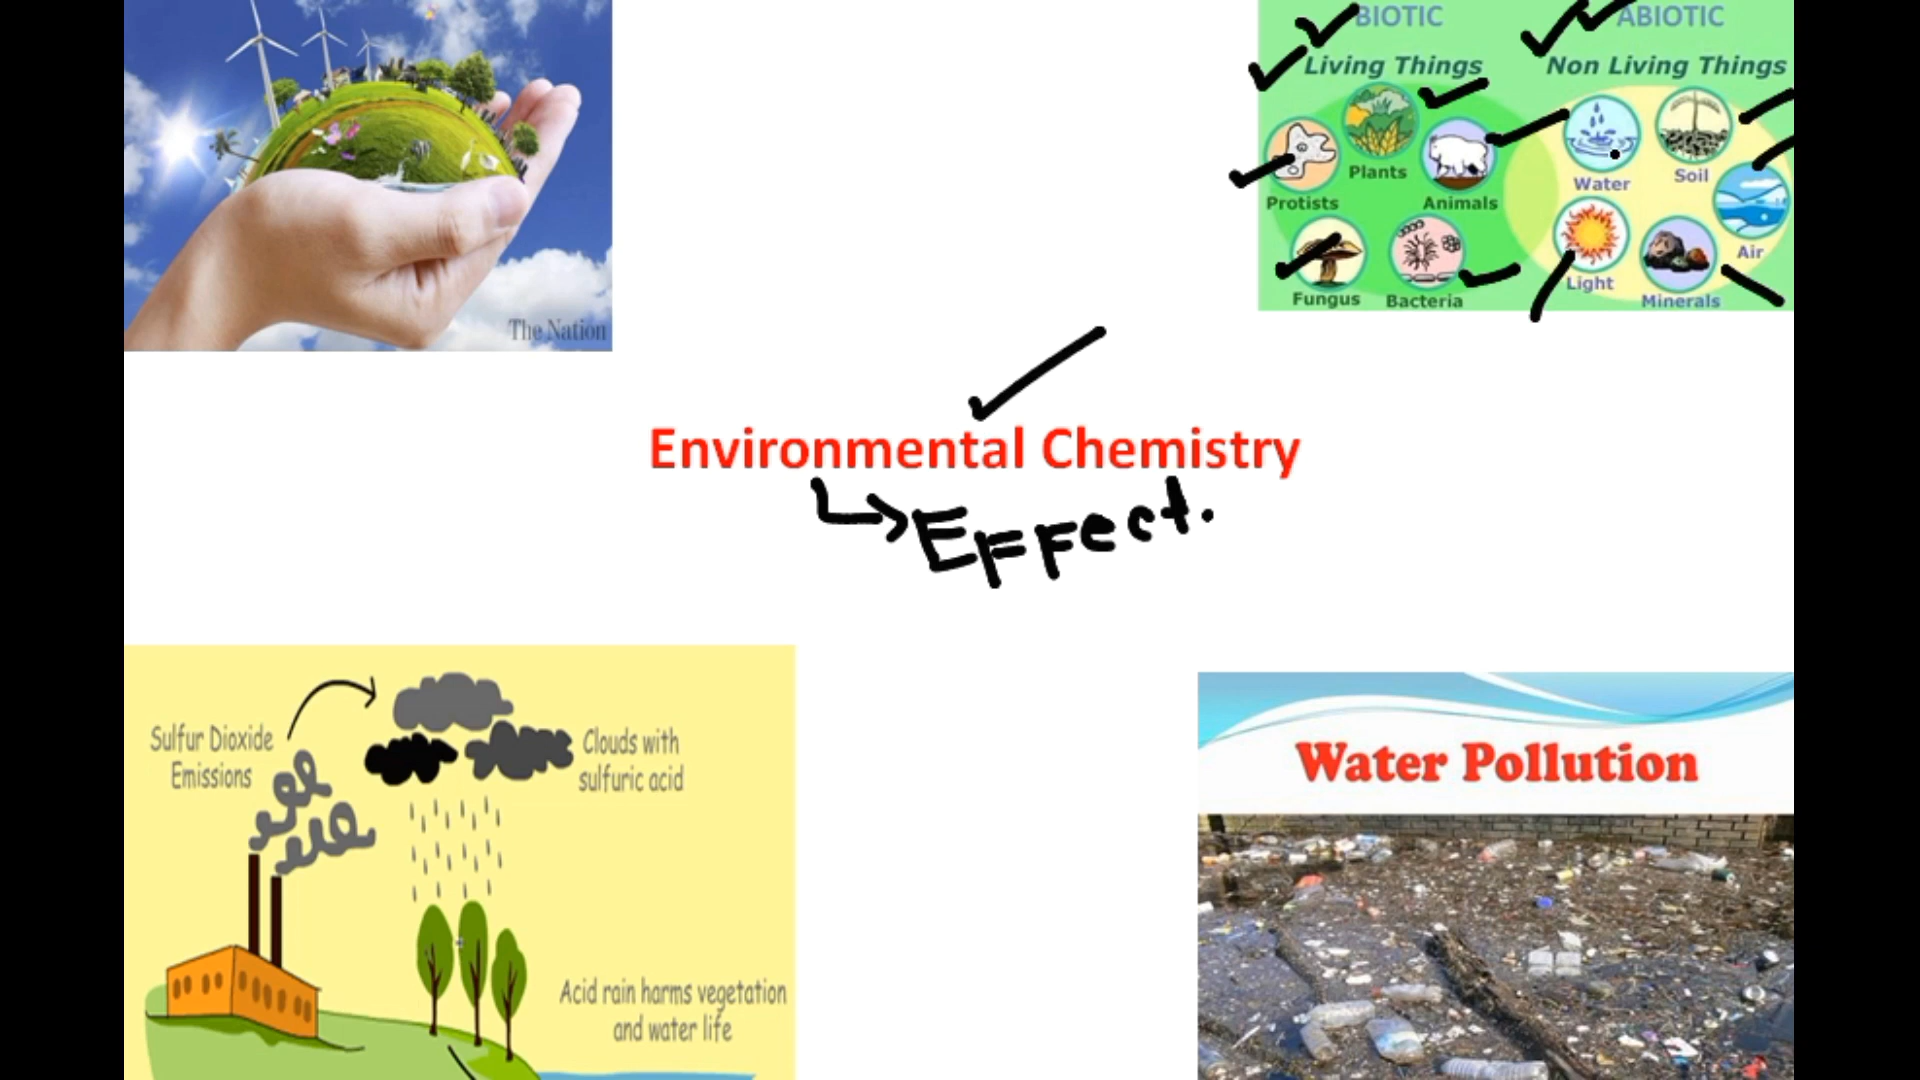 The Nation
BIOTIC
ABIOTIC
Living Things
Non Living Things
Plants
Protists
Animals
Fungus
Bacteria
Water
Soil
Air
Light
Minerals
Environmental Chemistry
EFFect.
Sulfur Dioxide
Emissions
Clouds with
sulfuric acid
Acid rain harms vegetation
and water life
Water Pollution